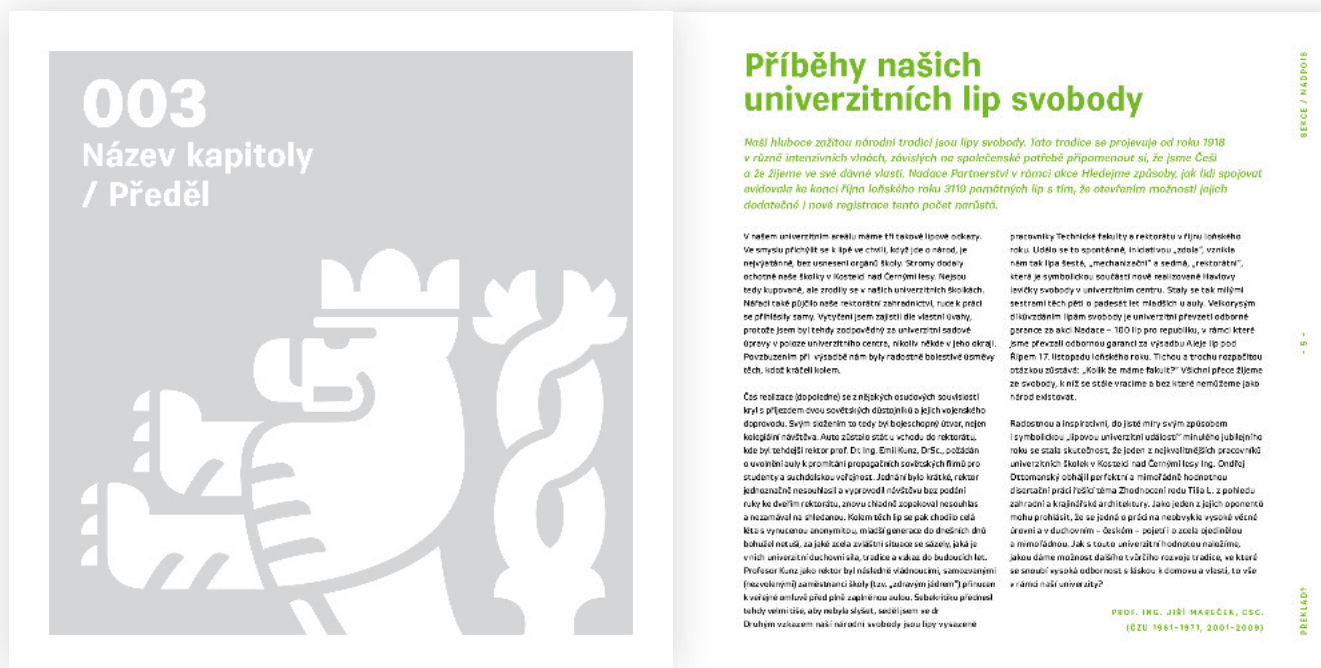 003
Název kapitoly
/ Předěl
Příběhy našich
univerzitních lip svobody
Naší hluboce zažitou národní tradicí jsou lípy svobody. Tato tradice se projevuje od roku 1918
v různě intenzivních vlnách, závislých na společenské potřebě připomenout si, že jsme Češi
a že žijeme ve své dávné vlasti. Nadace Partnerství v rámci akce Hledejme způsoby, jak lidi spojovat
evidovala ke konci října loňského roku 3119 památných lip s tím, že otevřením možnosti jejich
dodatečné i nové registrace tento počet narůstá.
V našem univerzitním areálu máme tři takové lipové odkazy.
Ve smyslu přichýlit se k lípě ve chvíli, když jde o národ, je
nejvýstižně, bez usnesení orgánů školy. Stromy dodaly
ochotně naše školky v Kostelci nad Černými lesy. Nejsou
tedy kupované, ale zrodily se v našich univerzitních školkách.
Nářadí také půjčilo naše rektorátní zahradnictví, ruce k práci
se přihlásily samy. Vytyčení jsem zajistil dle vlastní úvahy,
protože jsem byl tehdy zodpovědný za univerzitní sadové
úpravy v poloze univerzitního centra, nikoliv někde v jeho okraji.
Povzbuzením při výsadbě nám byly radostně bolestivé úsměvy
těch, kdož kráčeli kolem.
Čas realizace (dopoledne) se z nějakých osudových souvislostí
kryl s příjezdem dvou sovětských důstojníků a jejich vojenského
doprovodu. Svým složením to tedy byl bojeschopný útvar, nejen
kolegiální návštěva. Auto zůstalo stát u vchodu do rektorátu,
kde byl tehdejší rektor prof. Dr. Ing. Emil Kunz, DrSc., požádán
o uvolnění auly k promítání propagačních sovětských filmů pro
studenty a suchdolskou veřejnost. Jednání bylo krátké, rektor
jednoznačně nesouhlasil a vyprovodil návštěvu bez podání
ruky ke dveřím rektorátu, znovu chladně zopakoval nesouhlas
a nezamával na shledanou. Kolem těch lip se pak chodilo celá
léta s vynucenou anonymitou, mladší generace do dnešních dnů
bohužel netuší, za jaké zcela zvláštní situace se sázely, jaká je
v nich univerzitní duchovní síla, tradice a vzkaz do budoucích let.
Profesor Kunz jako rektor byl následně vládnoucími, samozvanými
(nezvolenými) zaměstnanci školy (tzv. „zdravým jádrem") přinucen
k veřejné omluvě před plně zaplněnou aulou. Sebekritiku přednesl
tehdy velmi tiše, aby nebyla slyšet, seděl jsem ve dr
Druhým vzkazem naší národní svobody jsou lípy vysazené
pracovníky Technické fakulty a rektorátu v říjnu loňského
roku. Událo se to spontánně, iniciativou „zdola", vznikla
nám tak lípa šestá, „mechanizační" a sedmá, „rektorátní",
která je symbolickou součástí nově realizované Havlovy
lavičky svobody v univerzitním centru. Staly se tak milými
sestrami těch pěti o padesát let mladších u auly. Velkorysým
díkůvzdáním lipám svobody je univerzitní převzetí odborné
garance za akci Nadace – 100 lip pro republiku, v rámci které
jsme převzali odbornou garanci za výsadbu Aleje lip pod
Řípem 17. listopadu loňského roku. Tichou a trochu rozpačitou
otázkou zůstává: „Kolik že máme fakult?" Všichni přece žijeme
ze svobody, k níž se stále vracíme a bez které nemůžeme jako
národ existovat.
Radostnou a inspirativní, do jisté míry svým způsobem
i symbolickou „lipovou univerzitní událostí" minulého jubilejního
roku se stala skutečnost, že jeden z nejkvalitnějších pracovníků
univerzitních školek v Kostelci nad Černými lesy Ing. Ondřej
Ottomanský obhájil perfektní a mimořádně hodnotnou
disertační práci řešící téma Zhodnocení rodu Tilia L. z pohledu
zahradní a krajinářské architektury. Jako jeden z jejích oponentů
mohu prohlásit, že se jedná o práci na neobvykle vysoké věcné
úrovni a v duchovním – českém – pojetí i o zcela ojedinělou
a mimořádnou. Jak s touto univerzitní hodnotou naložíme,
jakou dáme možnost dalšího tvůrčího rozvoje tradice, ve které
se snoubí vysoká odbornost s láskou k domovu a vlasti, to vše
v rámci naší univerzity?
PROF. ING. JIŘÍ MAREČEK, CSC.
(ČZU 1961–1971, 2001–2009)
SEKCE / NADPOIS
- 5 -
PŘEKLAD?